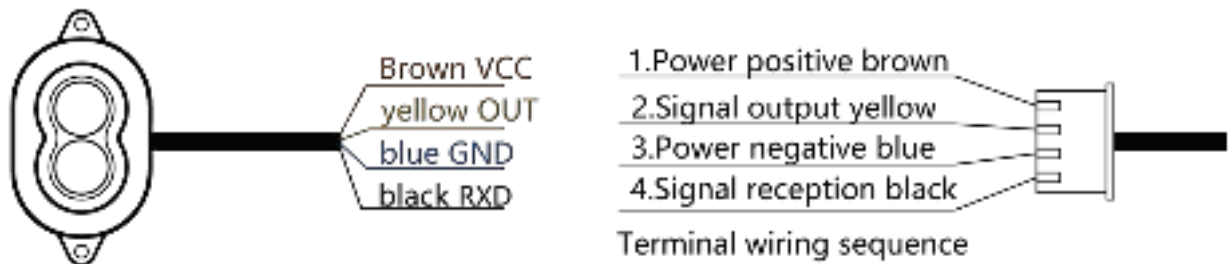 Brown VCC
yellow OUT
blue GND
black RXD
1.Power positive brown
2.Signal output yellow
3.Power negative blue
4.Signal reception black
Terminal wiring sequence